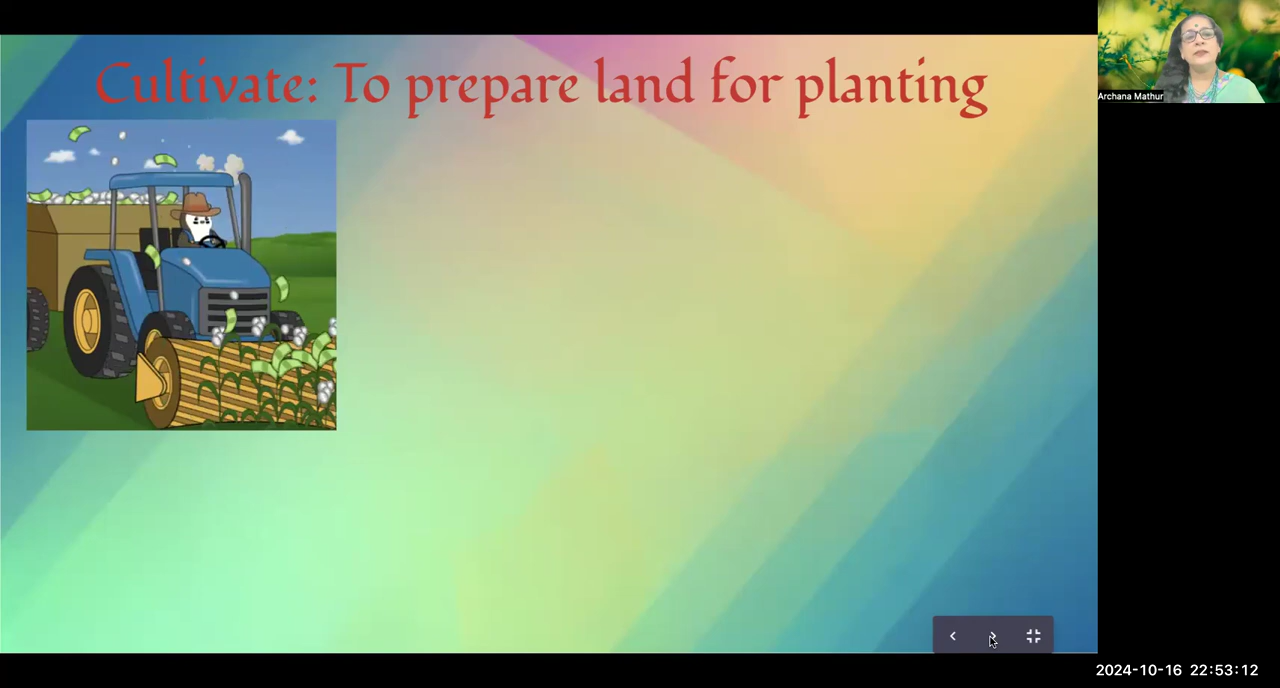 Cultivate: To prepare land for planting
Archana Mathur
2024-10-16 22:53:12